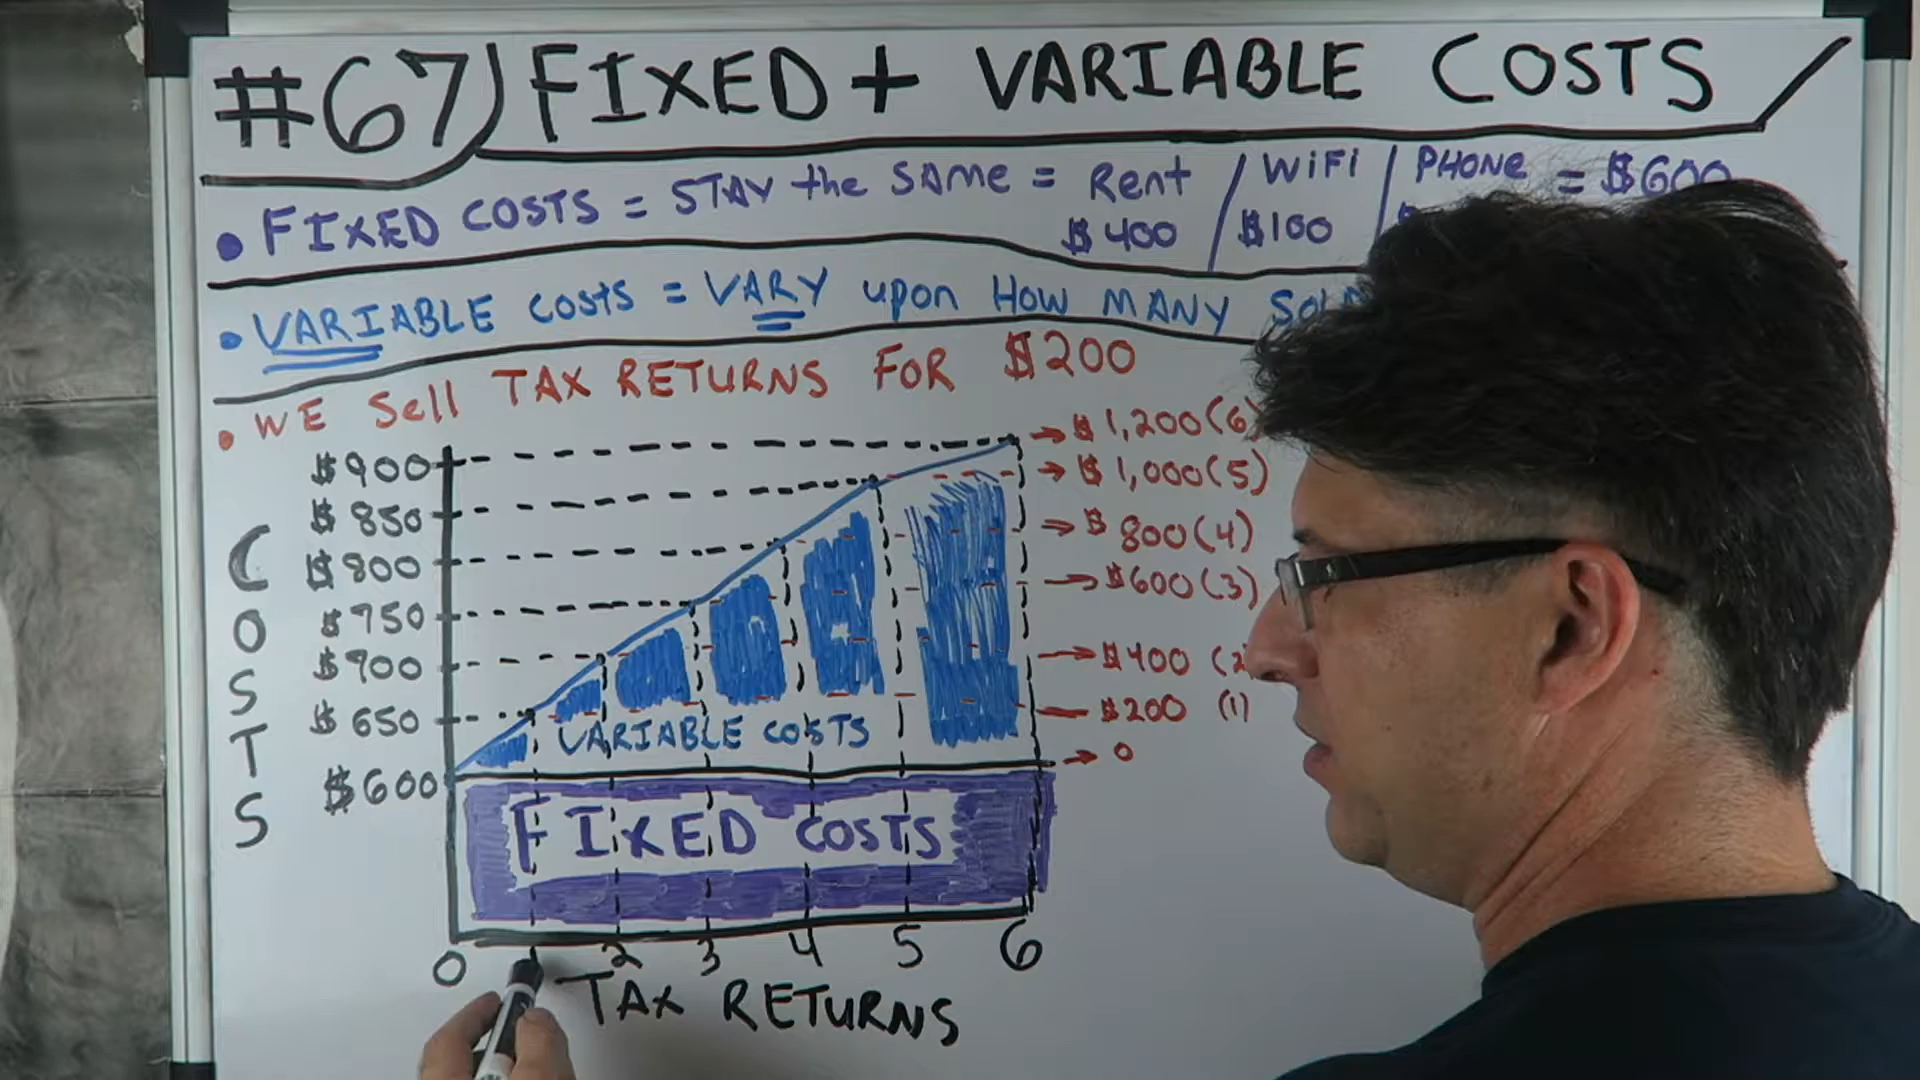 #67) FIXED + VARIABLE COSTS
• FIXED COSTS = STAY the SAME = Rent / WiFi / PHONE = $600
$400 $100
• VARIABLE COSTS = VARY upon HOW MANY
• WE Sell TAX RETURNS FOR $200
COSTS
$900
$850
$800
$750
$700
$650
$600
→ $1,200 (6)
→ $1,000 (5)
→ $800 (4)
→ $600 (3)
→ $400 (2)
$200 (1)
→ 0
VARIABLE COSTS
FIXED COSTS
0 2 3 4 5 6
TAX RETURNS